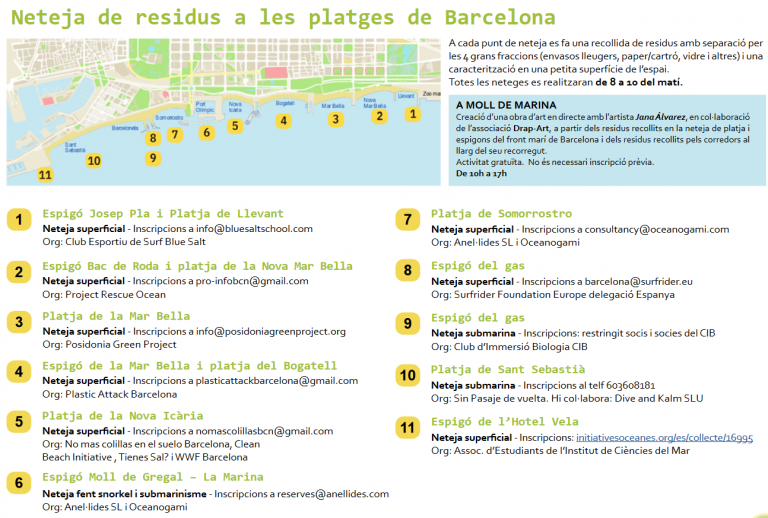 Neteja de residus a les platges de Barcelona
A cada punt de neteja es fa una recollida de residus amb separació per
les 4 grans fraccions (envasos lleugers, paper/cartró, vidre i altres) i una
caracterització en una petita superfície de l'espai.
Totes les neteges es realitzaran de 8 a 10 del matí.
A MOLL DE MARINA
Creació d'una obra d'art en directe amb l'artista Jana Álvarez, en col·laboració
de l'associació Drap-Art, a partir dels residus recollits en la neteja de platja i
espigons del front marí de Barcelona i dels residus recollits pels corredors al
llarg del seu recorregut.
Activitat gratuïta. No és necessari inscripció prèvia.
De 10h a 17h
Sant
Sebastià
Barceloneta
Somorrostro
Port
Olímpic
Nova
Icària
Bogatell
Mar Bella
Nova
Mar Bella
Llevant
Zona
11
10
9
8
7
6
5
4
3
2
1
1
Espigó Josep Pla i Platja de Llevant
Neteja superficial - Inscripcions a info@bluesaltschool.com
Org: Club Esportiu de Surf Blue Salt
2
Espigó Bac de Roda i platja de la Nova Mar Bella
Neteja superficial - Inscripcions a pro-infobcn@gmail.com
Org: Project Rescue Ocean
3
Platja de la Mar Bella
Neteja superficial - Inscripcions a info@posidoniagreenproject.org
Org: Posidonia Green Project
4
Espigó de la Mar Bella i platja del Bogatell
Neteja superficial - Inscripcions a plasticattackbarcelona@gmail.com
Org: Plastic Attack Barcelona
5
Platja de la Nova Icària
Neteja superficial - Inscripcions a nomascolillasbcn@gmail.com
Org: No mas colillas en el suelo Barcelona, Clean
Beach Initiative , Tienes Sal? i WWF Barcelona
6
Espigó Moll de Gregal – La Marina
Neteja fent snorkel i submarinisme - Inscripcions a reserves@anellides.com
Org: Anel·lides SL i Oceanogami
7
Platja de Somorrostro
Neteja superficial - Inscripcions a consultancy@oceanogami.com
Org: Anel·lides SL i Oceanogami
8
Espigó del gas
Neteja superficial - Inscripcions a barcelona@surfrider.eu
Org: Surfrider Foundation Europe delegació Espanya
9
Espigó del gas
Neteja submarina - Inscripcions: restringit socis i socies del CIB
Org: Club d'Immersió Biologia CIB
10
Platja de Sant Sebastià
Neteja submarina - Inscripcions al telf 603608181
Org: Sin Pasaje de vuelta. Hi col·labora: Dive and Kalm SLU
11
Espigó de l'Hotel Vela
Neteja superficial - Inscripcions: initiativesoceanes.org/es/collecte/16995
Org: Assoc. d'Estudiants de l'Institut de Ciències del Mar